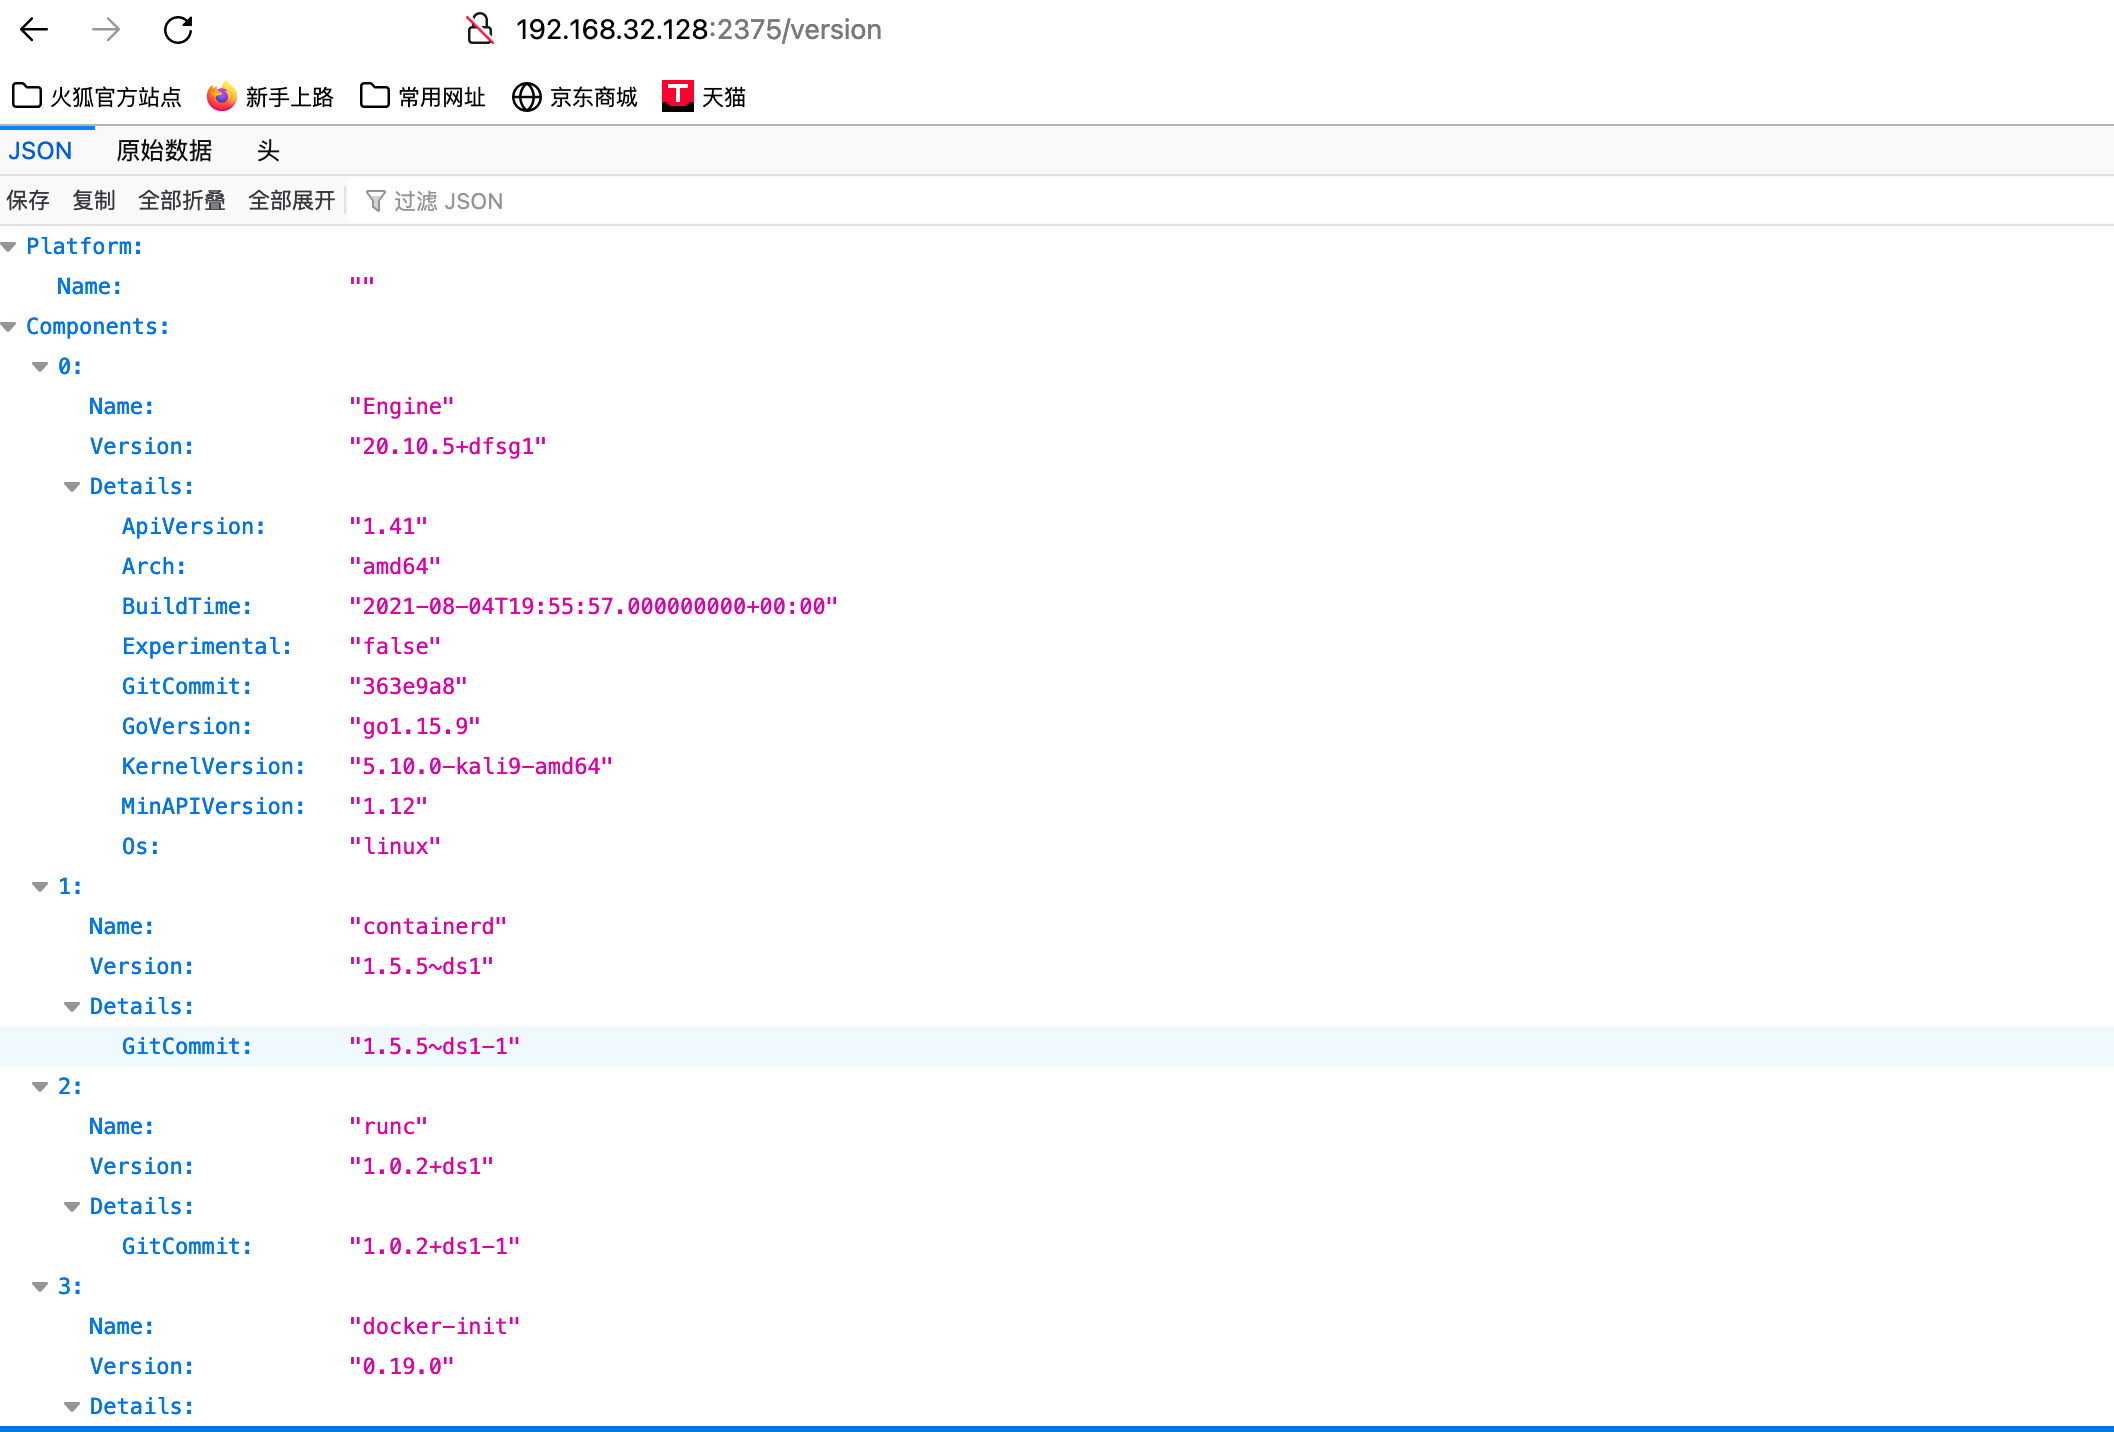 192.168.32.128:2375/version
火狐官方站点 新手上路 常用网址 京东商城 天猫
JSON 原始数据 头
保存 复制 全部折叠 全部展开 过滤 JSON
Platform:
Name: ""
Components:
0:
Name: "Engine"
Version: "20.10.5+dfsg1"
Details:
ApiVersion: "1.41"
Arch: "amd64"
BuildTime: "2021-08-04T19:55:57.000000000+00:00"
Experimental: "false"
GitCommit: "363e9a8"
GoVersion: "go1.15.9"
KernelVersion: "5.10.0-kali9-amd64"
MinAPIVersion: "1.12"
Os: "linux"
1:
Name: "containerd"
Version: "1.5.5~ds1"
Details:
GitCommit: "1.5.5~ds1-1"
2:
Name: "runc"
Version: "1.0.2+ds1"
Details:
GitCommit: "1.0.2+ds1-1"
3:
Name: "docker-init"
Version: "0.19.0"
Details: